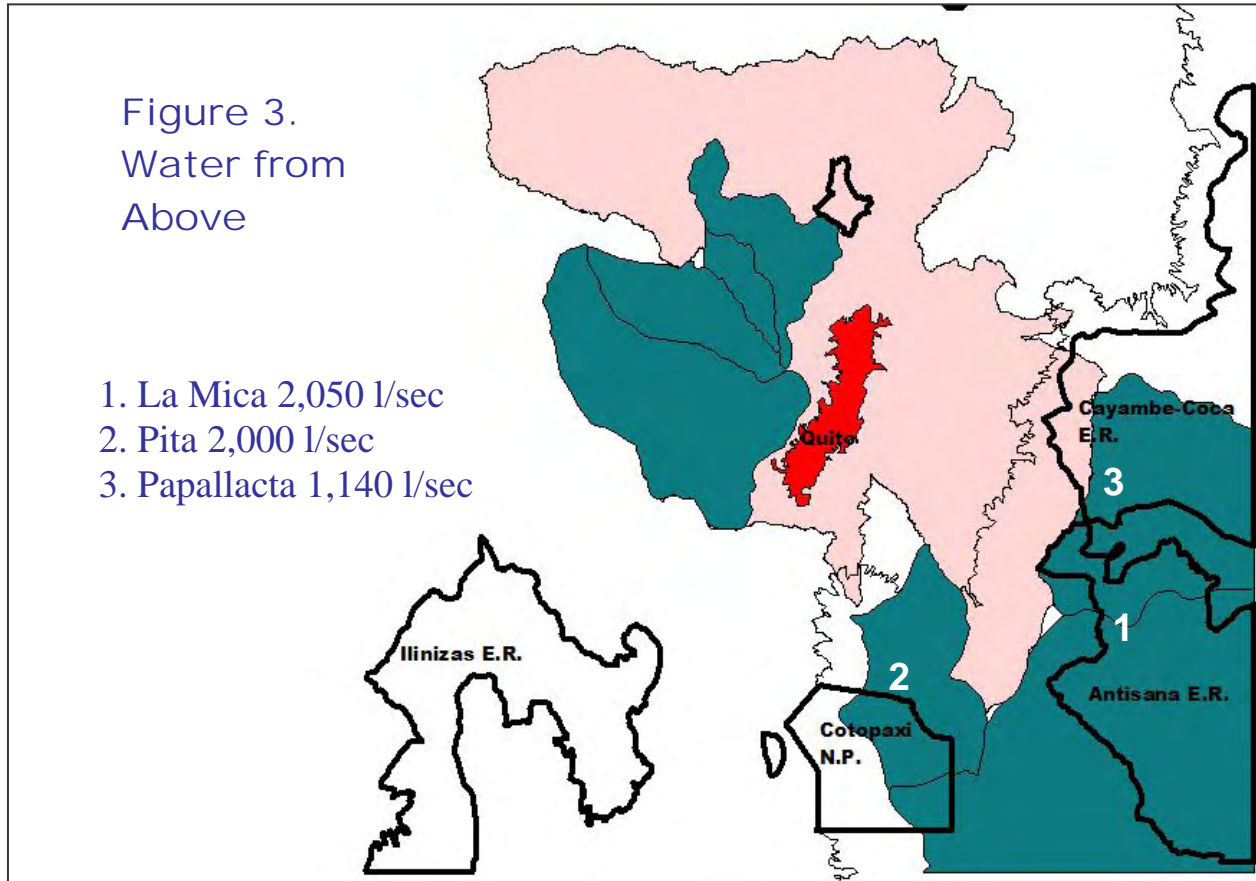 Figure 3.
Water from
Above
1. La Mica 2,050 l/sec
2. Pita 2,000 l/sec
3. Papallacta 1,140 l/sec
Quito
Cayambe-Coca
E.R.
3
1
Ilinizas E.R.
2
Antisana E.R.
Cotopaxi
N.P.